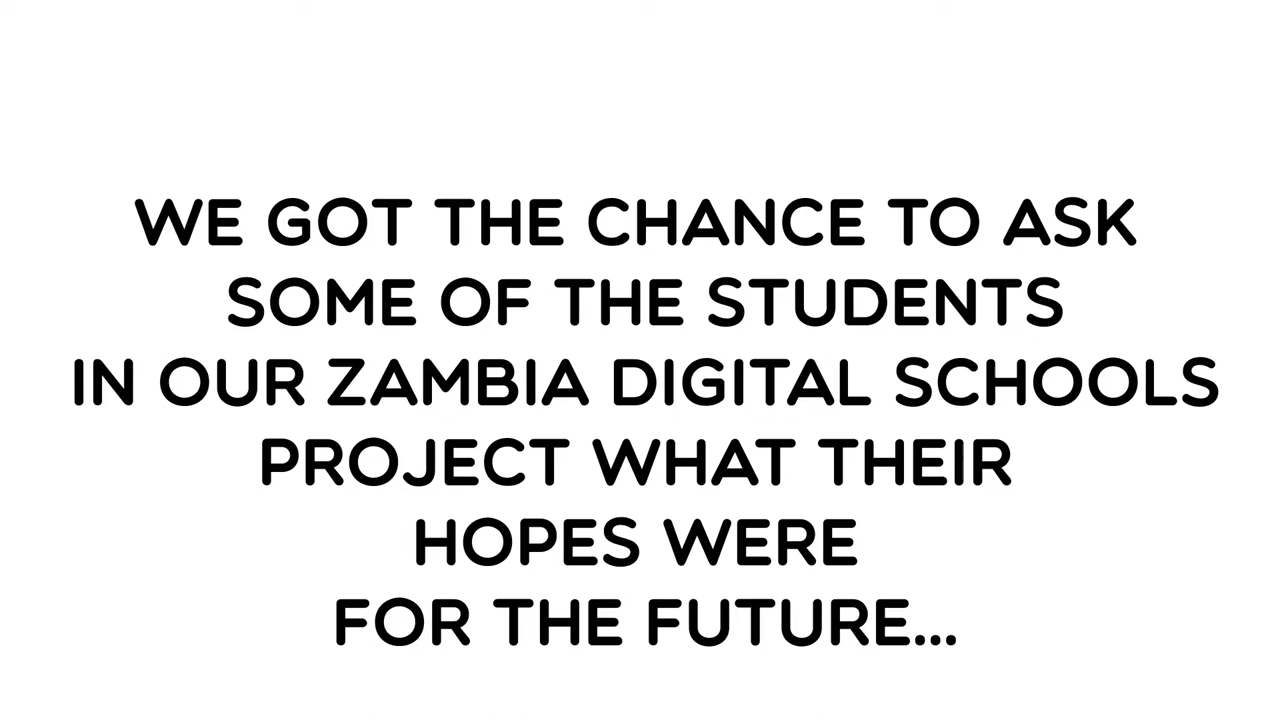 WE GOT THE CHANCE TO ASK
SOME OF THE STUDENTS
IN OUR ZAMBIA DIGITAL SCHOOLS
PROJECT WHAT THEIR
HOPES WERE
FOR THE FUTURE...